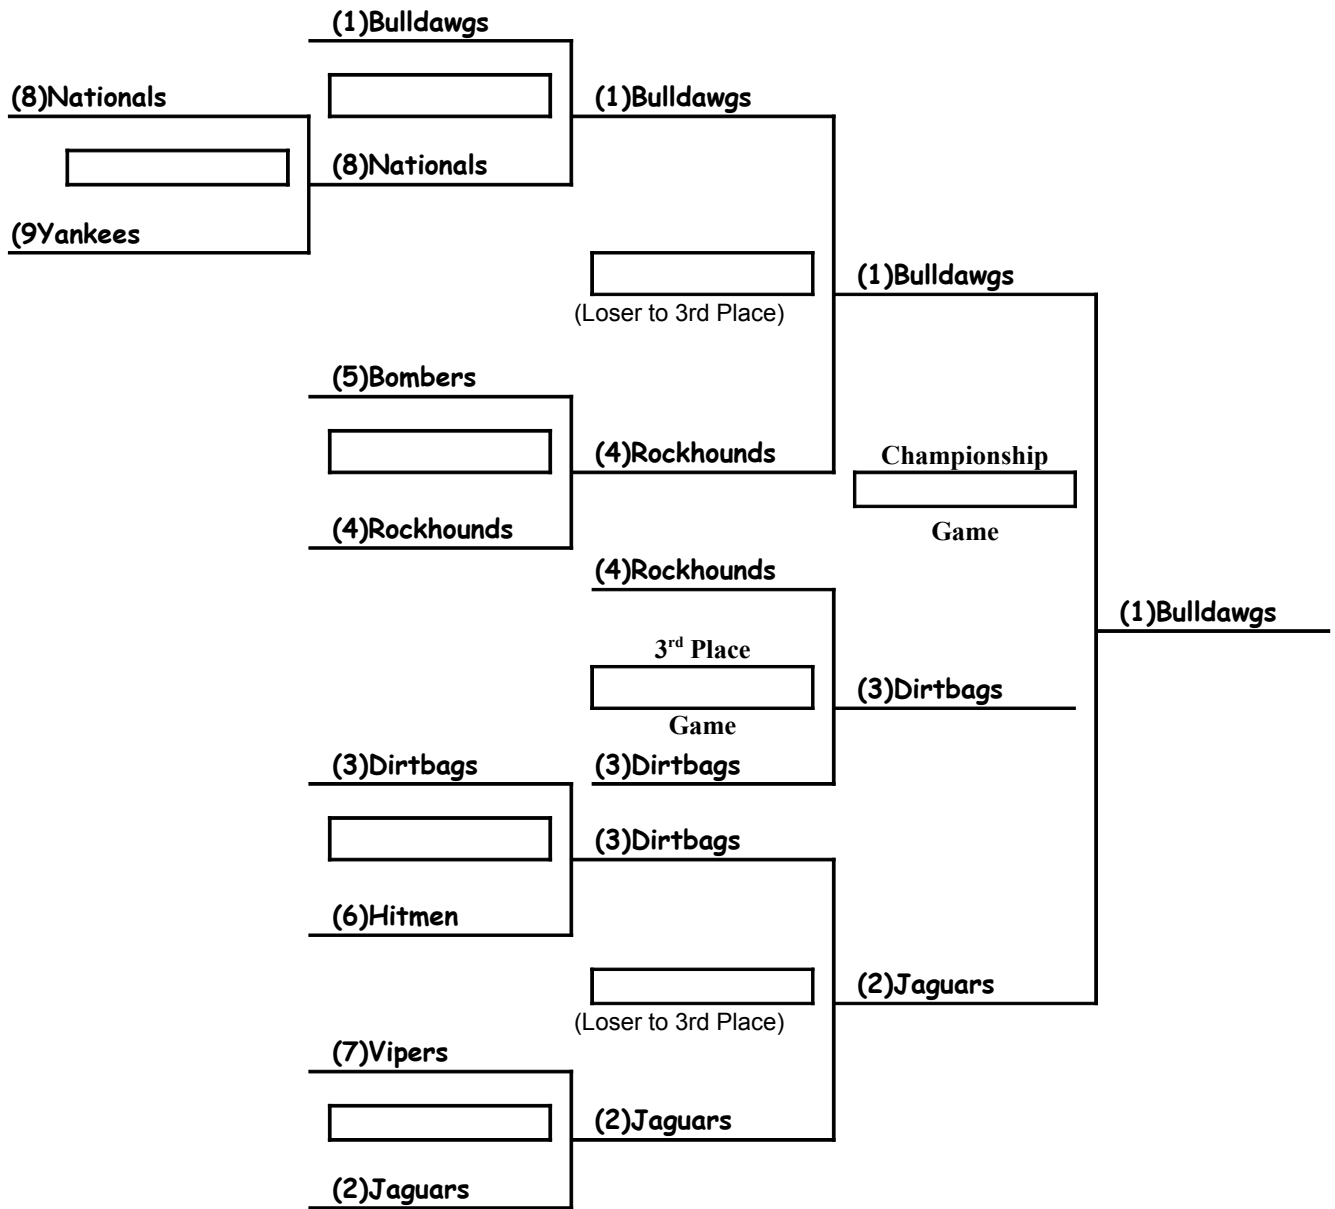 (1)Bulldawgs
(8)Nationals
(1)Bulldawgs
(8)Nationals
(9Yankees
(1)Bulldawgs
(Loser to 3rd Place)
(5)Bombers
(4)Rockhounds
Championship
(4)Rockhounds
Game
(4)Rockhounds
(1)Bulldawgs
3rd Place
(3)Dirtbags
Game
(3)Dirtbags
(3)Dirtbags
(3)Dirtbags
(6)Hitmen
(2)Jaguars
(Loser to 3rd Place)
(7)Vipers
(2)Jaguars
(2)Jaguars